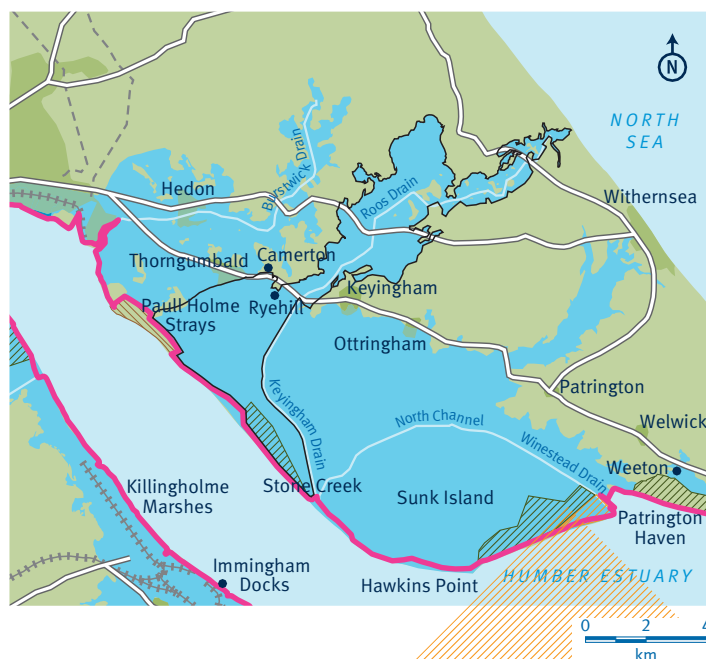 N
NORTH
SEA
Hedon
Burstwick Drain
Roos Drain
Withernsea
Thorngumbald
Camerton
Keyingham
Paull Holme
Strays
Ryehill
Ottringham
Patrington
Keyingham Drain
North Channel
Welwick
Winestead Drain
Weeton
Killingholme
Marshes
Stone Creek
Sunk Island
Patrington
Haven
Immingham
Docks
Hawkins Point
HUMBER ESTUARY
0 2 4
km